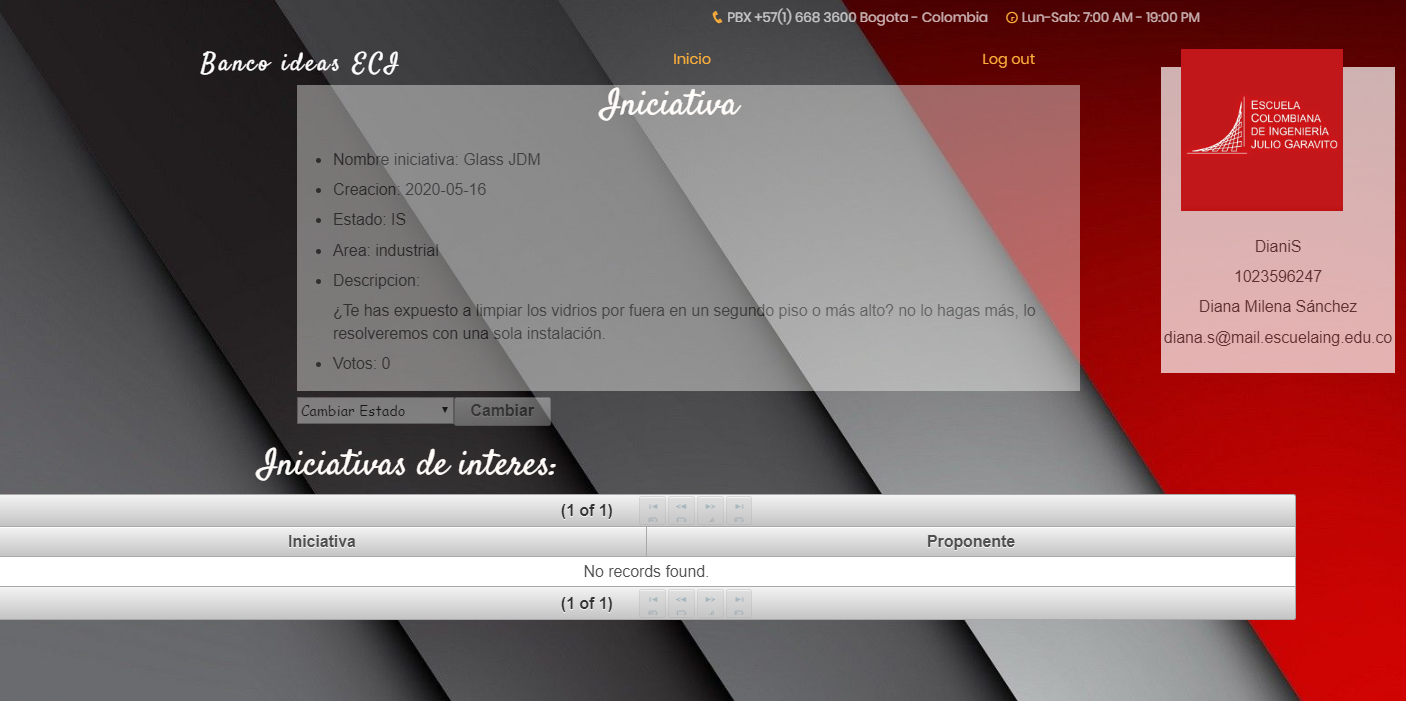 PBX +57(1) 668 3600 Bogota - Colombia
Lun-Sab: 7:00 AM - 19:00 PM
Banco ideas ECI
Inicio
Log out
Iniciativa
Nombre iniciativa: Glass JDM
Creacion: 2020-05-16
Estado: IS
Area: industrial
Descripcion:
¿Te has expuesto a limpiar los vidrios por fuera en un segundo piso o más alto? no lo hagas más, lo
resolveremos con una sola instalación.
Votos: 0
Cambiar Estado
Cambiar
ESCUELA
COLOMBIANA
DE INGENIERÍA
JULIO GARAVITO
DianiS
1023596247
Diana Milena Sánchez
diana.s@mail.escuelaing.edu.co
Iniciativas de interes:
(1 of 1)
Iniciativa
Proponente
No records found.
(1 of 1)